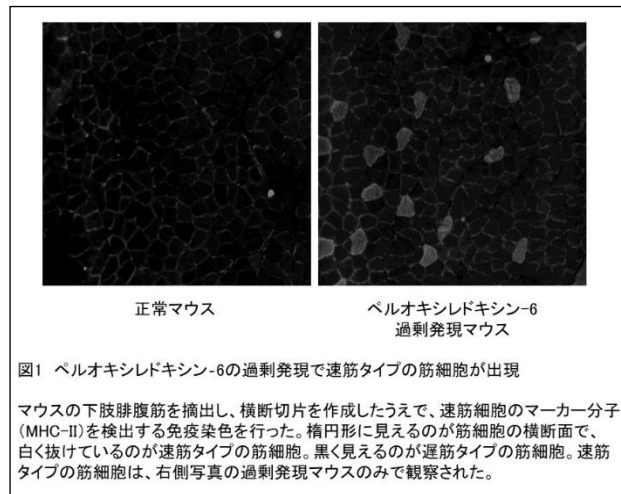 正常マウス
ペルオキシレドキシン-6
過剰発現マウス
図1 ペルオキシレドキシン-6の過剰発現で速筋タイプの筋細胞が出現
マウスの下肢腓腹筋を摘出し、横断切片を作成したうえで、速筋細胞のマーカー分子
(MHC-II)を検出する免疫染色を行った。楕円形に見えるのが筋細胞の横断面で、
白く抜けているのが速筋タイプの筋細胞。黒く見えるのが遅筋タイプの筋細胞。速筋
タイプの筋細胞は、右側写真の過剰発現マウスのみで観察された。